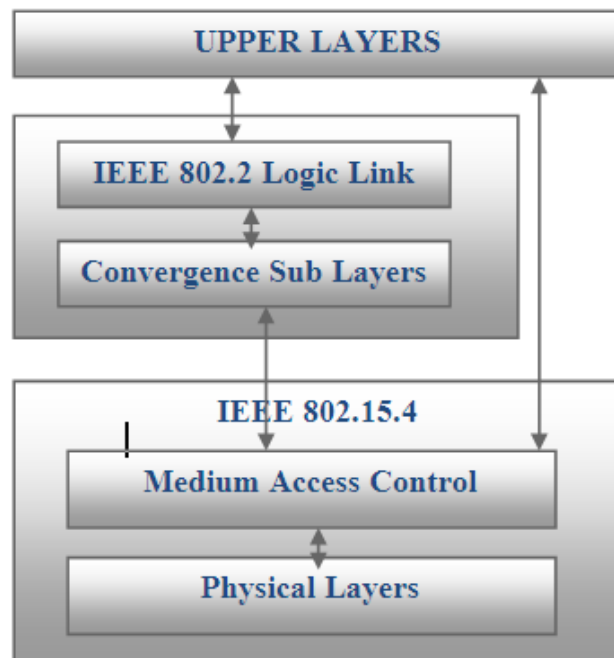 UPPER LAYERS
IEEE 802.2 Logic Link
Convergence Sub Layers
IEEE 802.15.4
Medium Access Control
Physical Layers